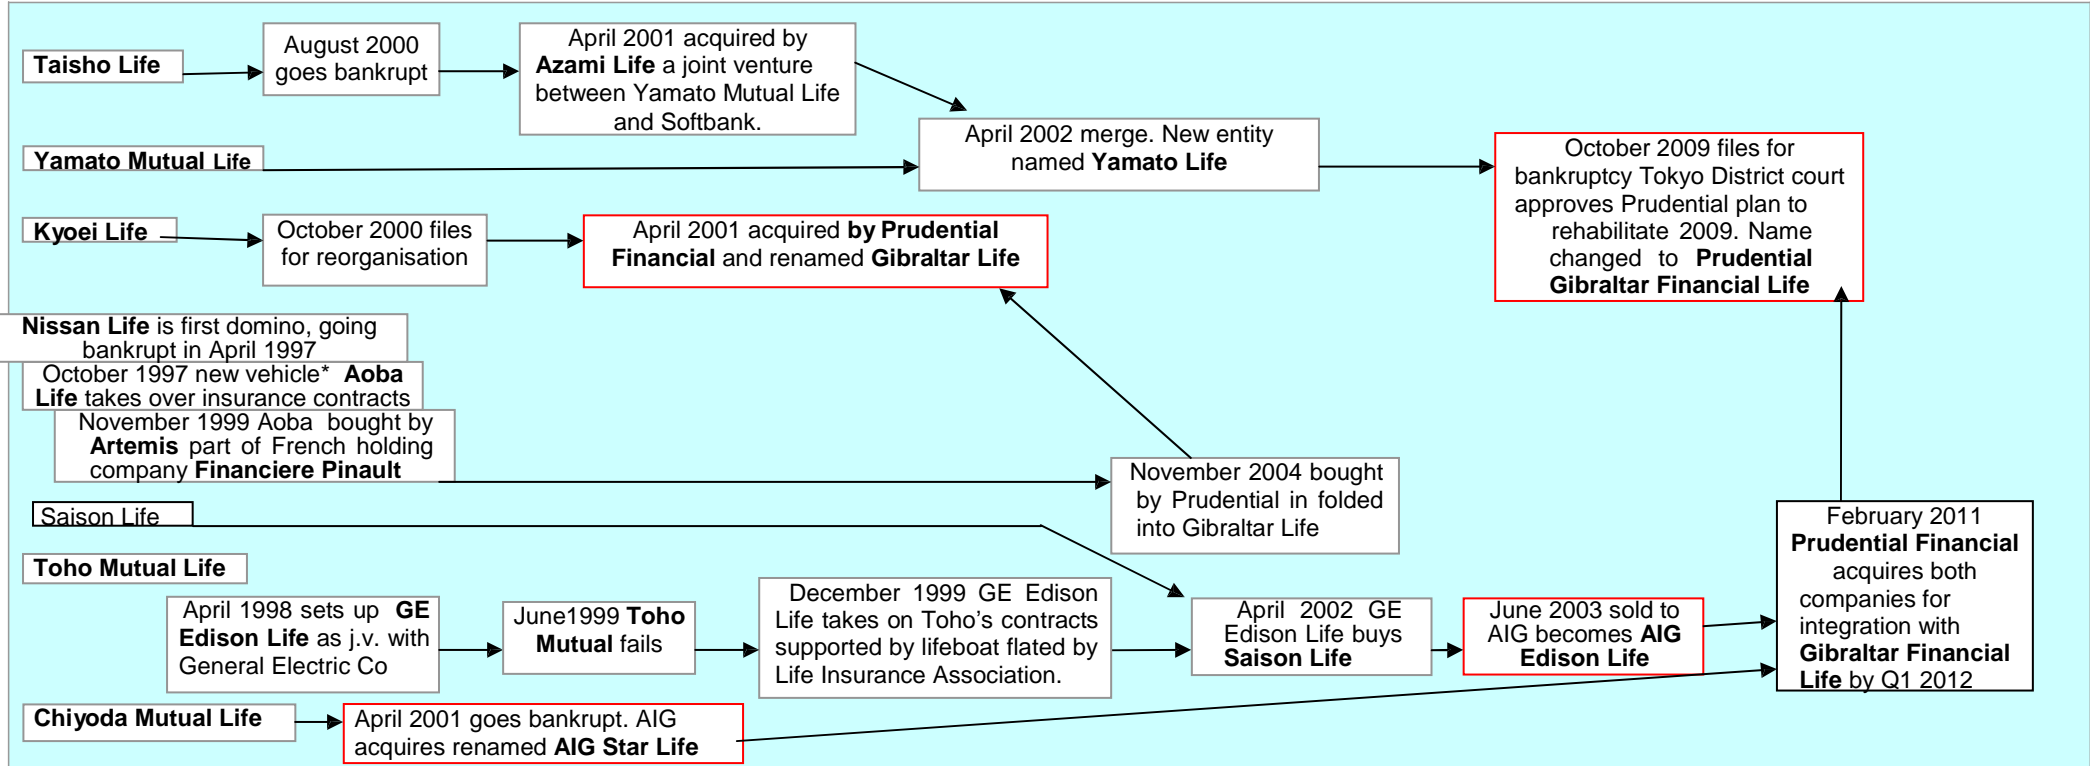 Taisho Life
August 2000
goes bankrupt
April 2001 acquired by
Azami Life a joint venture
between Yamato Mutual Life
and Softbank.
Yamato Mutual Life
April 2002 merge. New entity
named Yamato Life
October 2009 files for
bankruptcy Tokyo District court
approves Prudential plan to
rehabilitate 2009. Name
changed to Prudential
Gibraltar Financial Life
Kyoei Life
October 2000 files
for reorganisation
April 2001 acquired by Prudential
Financial and renamed Gibraltar Life
Nissan Life is first domino, going
bankrupt in April 1997
October 1997 new vehicle* Aoba
Life takes over insurance contracts
November 1999 Aoba bought by
Artemis part of French holding
company Financiere Pinault
November 2004 bought
by Prudential in folded
into Gibraltar Life
Saison Life
Toho Mutual Life
April 1998 sets up GE
Edison Life as j.v. with
General Electric Co
June1999 Toho
Mutual fails
December 1999 GE Edison
Life takes on Toho's contracts
supported by lifeboat flated by
Life Insurance Association.
April 2002 GE
Edison Life buys
Saison Life
June 2003 sold to
AIG becomes AIG
Edison Life
February 2011
Prudential Financial
acquires both
companies for
integration with
Gibraltar Financial
Life by Q1 2012
Chiyoda Mutual Life
April 2001 goes bankrupt. AIG
acquires renamed AIG Star Life